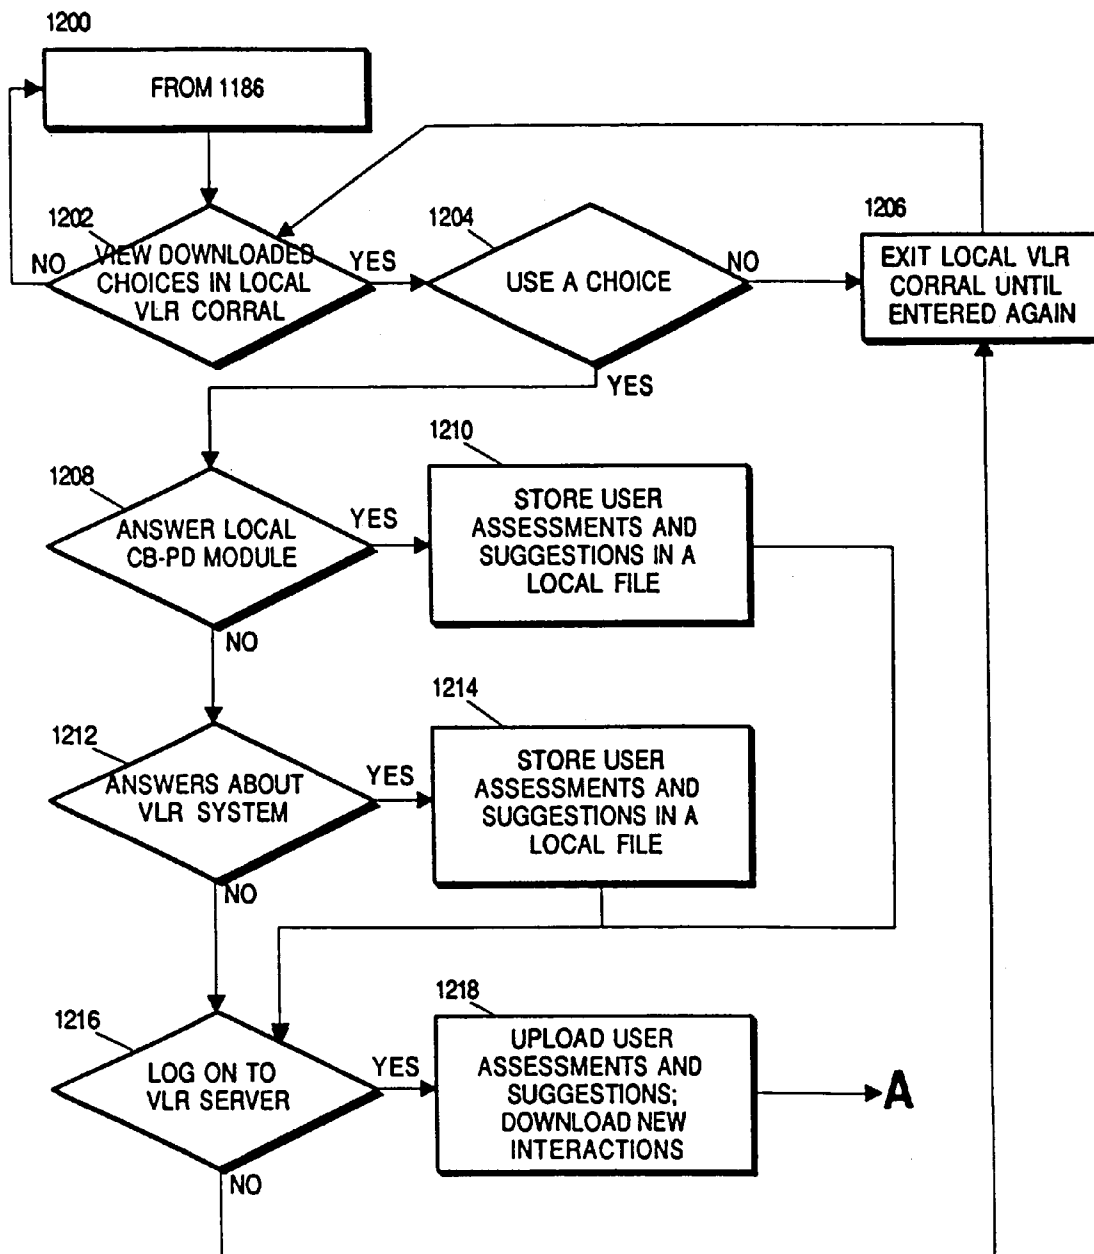 1200
FROM 1186
1202
VIEW DOWNLOADED
CHOICES IN LOCAL
VLR CORRAL
NO
YES
1204
USE A CHOICE
NO
YES
1206
EXIT LOCAL VLR
CORRAL UNTIL
ENTERED AGAIN
1208
ANSWER LOCAL
CB-PD MODULE
YES
NO
1210
STORE USER
ASSESSMENTS AND
SUGGESTIONS IN A
LOCAL FILE
1212
ANSWERS ABOUT
VLR SYSTEM
YES
NO
1214
STORE USER
ASSESSMENTS AND
SUGGESTIONS IN A
LOCAL FILE
1216
LOG ON TO
VLR SERVER
YES
NO
1218
UPLOAD USER
ASSESSMENTS AND
SUGGESTIONS;
DOWNLOAD NEW
INTERACTIONS
A